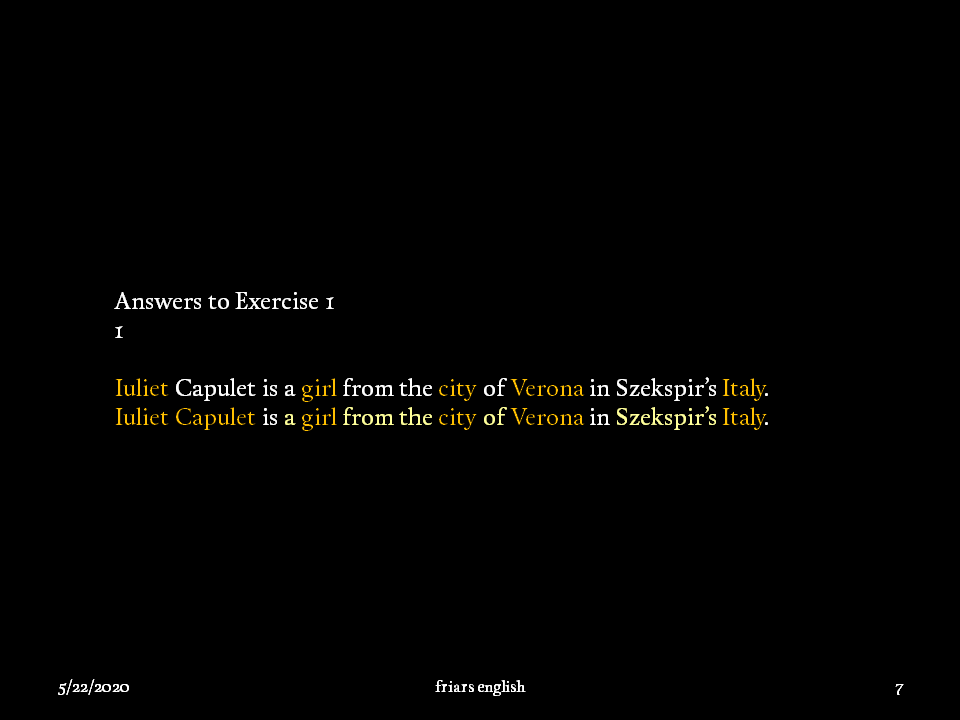 Answers to Exercise 1
1
Iuliet Capulet is a girl from the city of Verona in Szekspir’s Italy.
Iuliet Capulet is a girl from the city of Verona in Szekspir’s Italy.
5/22/2020 friars english 7